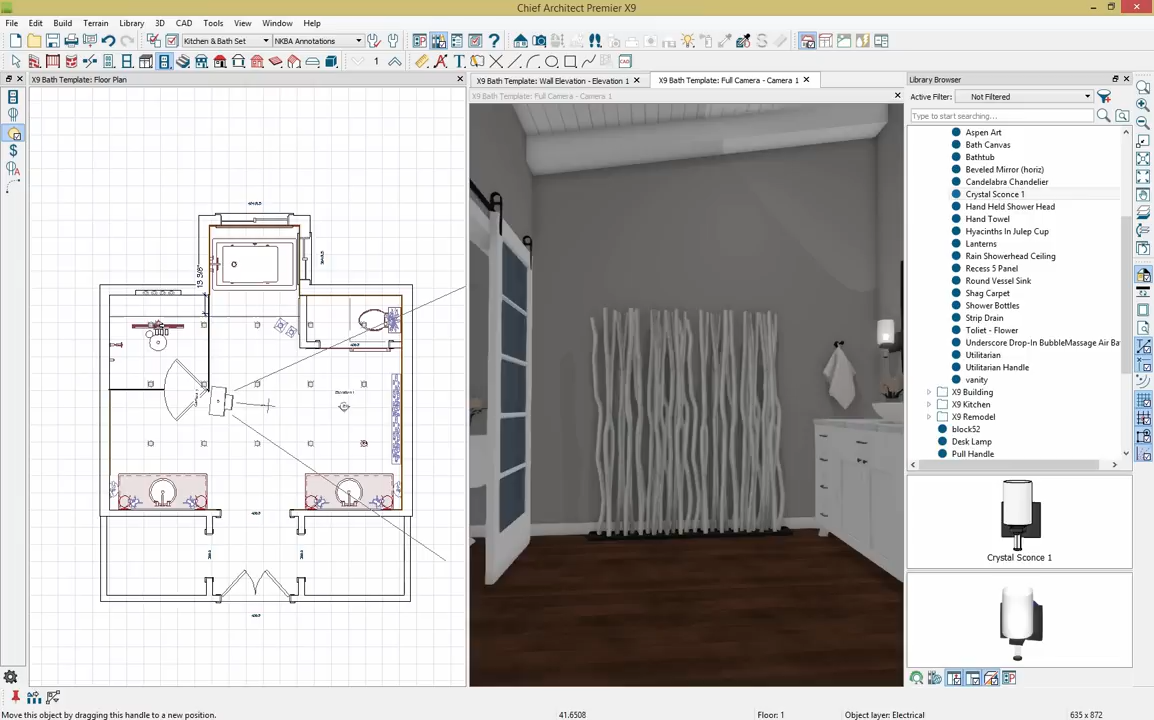 Chief Architect Premier X9
File Edit Build Terrain Library 3D CAD Tools View Window Help
Kitchen & Bath Set NKBA Annotations
1
X9 Bath Template: Floor Plan
X9 Bath Template: Wall Elevation - Elevation 1
X9 Bath Template: Full Camera - Camera 1
Library Browser
X9 Bath Template: Full Camera - Camera 1
Active Filter: Not Filtered
Type to start searching...
Aspen Art
Bath Canvas
Bathtub
Beveled Mirror (horiz)
Candelabra Chandelier
Crystal Sconce 1
Hand Held Shower Head
Hand Towel
Hyacinths In Julep Cup
Lanterns
Rain Showerhead Ceiling
Recess 5 Panel
Round Vessel Sink
Shag Carpet
Shower Bottles
Strip Drain
Toliet - Flower
Underscore Drop-In BubbleMassage Air Ba
Utilitarian
Utilitarian Handle
vanity
X9 Building
X9 Kitchen
X9 Remodel
block52
Desk Lamp
Pull Handle
Crystal Sconce 1
Move this object by dragging this handle to a new position.
41.6508
Floor: 1
Object layer: Electrical
635 x 872